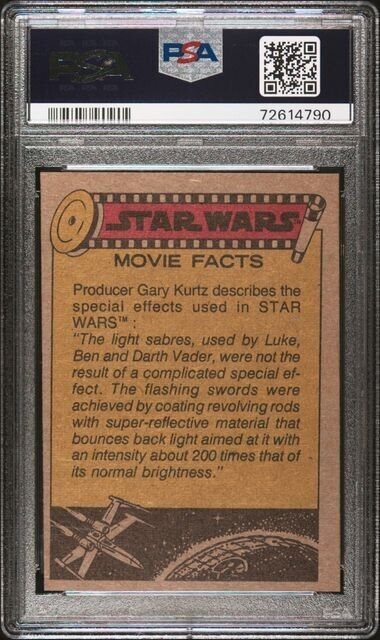 PSA
PSA
72614790
STAR WARS
MOVIE FACTS
Producer Gary Kurtz describes the
special effects used in STAR
WARS™ :
"The light sabres, used by Luke,
Ben and Darth Vader, were not the
result of a complicated special ef-
fect. The flashing swords were
achieved by coating revolving rods
with super-reflective material that
bounces back light aimed at it with
an intensity about 200 times that of
its normal brightness."